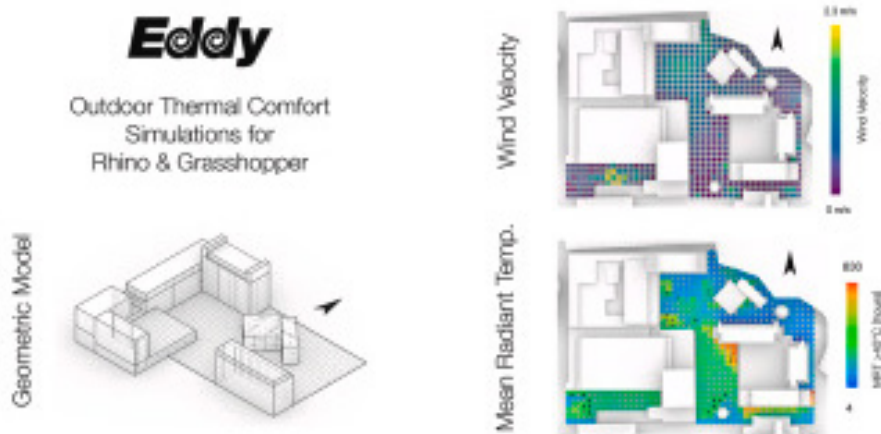 Eddy
Outdoor Thermal Comfort
Simulations for
Rhino & Grasshopper
Geometric Model
Wind Velocity
Wind Velocity
0 m/s
Mean Radiant Temp.
4